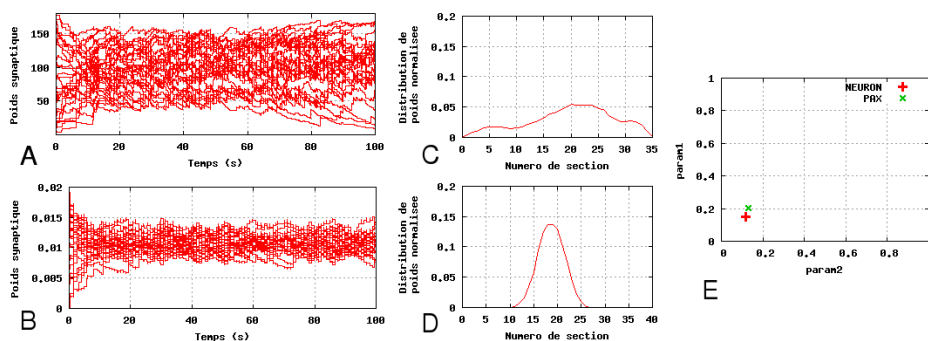 Poids synaptique
150
100
50
0 20 40 60 80 100
Temps (s)
A
Distribution de
poids normalisee
0,2
0,15
0,1
0,05
0
0 5 10 15 20 25 30 35
Numero de section
C
Poids synaptique
0,02
0,015
0,01
0,005
0
0 20 40 60 80 100
Temps (s)
B
Distribution de
poids normalisee
0,2
0,15
0,1
0,05
0
0 5 10 15 20 25 30 35 40
Numero de section
D
param1
1
0.8
0.6
0.4
0.2
0
NEURON
PAX
0 0.2 0.4 0.6 0.8
param2
E